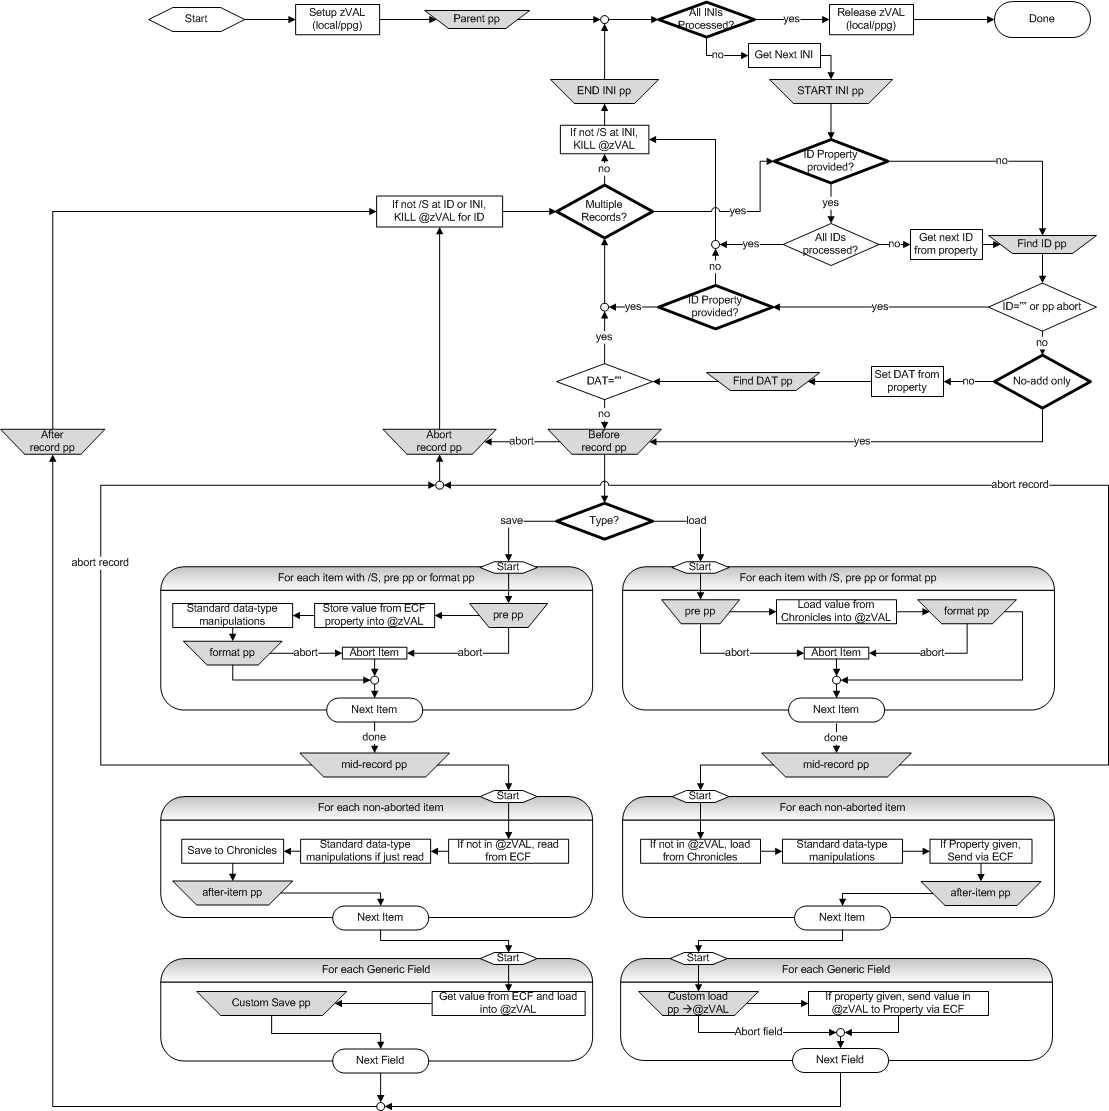 Start
Setup zVAL
(local/ppg)
Parent pp
All INIs
Processed?
yes
Release zVAL
(local/ppg)
Done
no
Get Next INI
END INI pp
START INI pp
If not /S at INI,
KILL @zVAL
no
ID Property
provided?
no
yes
If not /S at ID or INI,
KILL @zVAL for ID
Multiple
Records?
yes
All IDs
processed?
yes
no
Get next ID
from property
Find ID pp
no
ID Property
provided?
yes
yes
ID="" or pp abort
no
yes
DAT=""
Find DAT pp
Set DAT from
property
no
No-add only
no
After
record pp
Abort
record pp
abort
Before
record pp
yes
abort record
Type?
save
load
abort record
Start
For each item with /S, pre pp or format pp
Standard data-type
manipulations
Store value from ECF
property into @zVAL
pre pp
format pp
abort
Abort Item
abort
Next Item
done
mid-record pp
Start
For each item with /S, pre pp or format pp
pre pp
Load value from
Chronicles into @zVAL
format pp
abort
Abort Item
abort
Next Item
done
mid-record pp
Start
For each non-aborted item
Save to Chronicles
Standard data-type
manipulations if just read
If not in @zVAL, read
from ECF
after-item pp
Next Item
Start
For each non-aborted item
If not in @zVAL, load
from Chronicles
Standard data-type
manipulations
If Property given,
Send via ECF
after-item pp
Next Item
Start
For each Generic Field
Custom Save pp
Get value from ECF and load
into @zVAL
Next Field
Start
For each Generic Field
Custom load
pp →@zVAL
If property given, send value in
@zVAL to Property via ECF
Abort field
Next Field